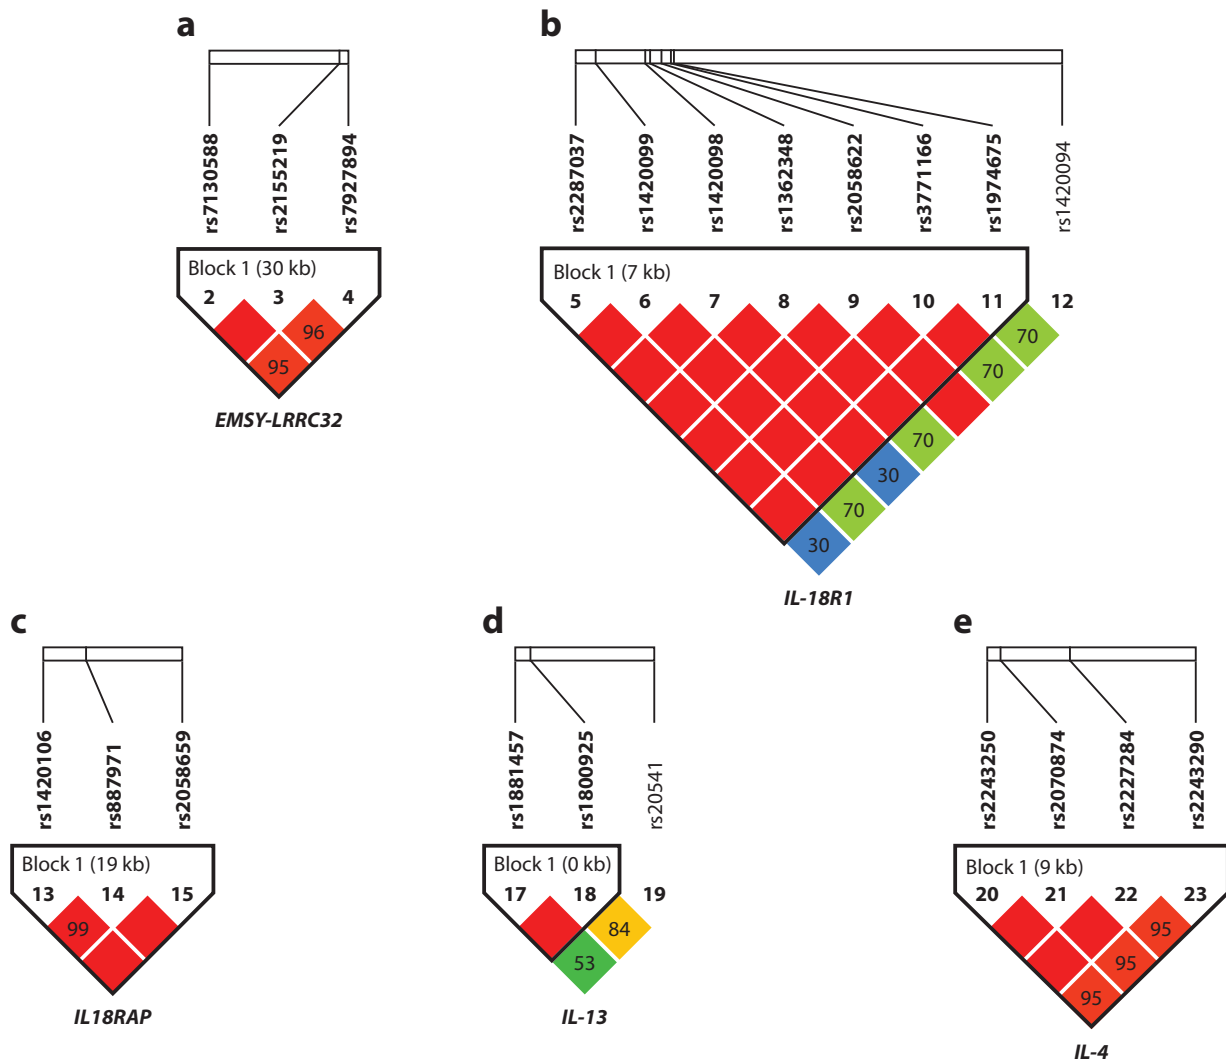 a
rs7130588
rs2155219
rs7927894
Block 1 (30 kb)
2 3 4
96
95
EMSY-LRRC32
b
rs2287037
rs1420099
rs1420098
rs1362348
rs2058622
rs3771166
rs1974675
rs1420094
Block 1 (7 kb)
5 6 7 8 9 10 11 12
70
70
70
30
70
30
IL-18R1
c
rs1420106
rs887971
rs2058659
Block 1 (19 kb)
13 14 15
99
IL18RAP
d
rs1881457
rs1800925
rs20541
Block 1 (0 kb)
17 18 19
84
53
IL-13
e
rs2243250
rs2070874
rs2227284
rs2243290
Block 1 (9 kb)
20 21 22 23
95
95
95
IL-4